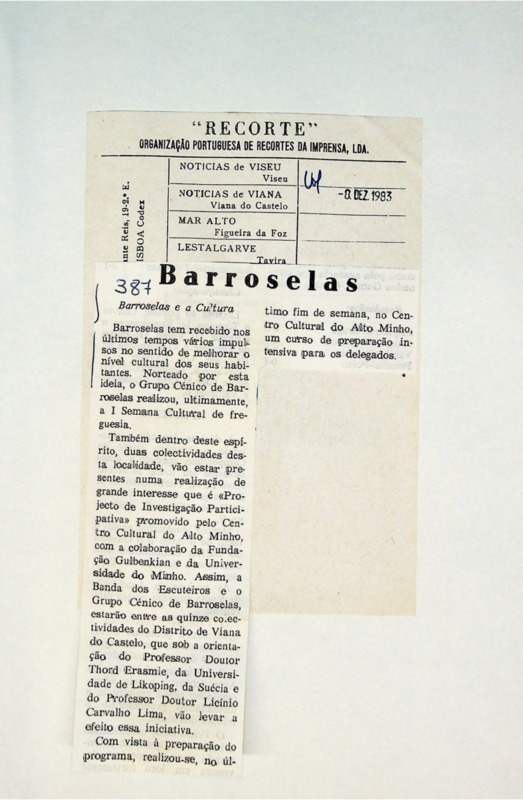 "RECORTE"
ORGANIZAÇÃO PORTUGUESA DE RECORTES DA IMPRENSA, LDA.
NOTICIAS de VISEU
Viseu
NOTICIAS de VIANA
Viana do Castelo
-8 DEZ. 1983
MAR ALTO
Figueira da Foz
LESTALGARVE
Tavira
ante Reis, 19-2.º E.
ISBOA Codex
387
Barroselas
Barroselas e a Cultura
Barroselas tem recebido nos
últimos tempos vários impul-
sos no sentido de melhorar o
nível cultural dos seus habi-
tantes. Norteado por esta
ideia, o Grupo Cénico de Bar-
roselas realizou, ultimamente,
a I Semana Cultural de fre-
guesia.
Também dentro deste espí-
rito, duas colectividades des-
ta localidade, vão estar pre-
sentes numa realização de
grande interesse que é «Pro-
jecto de Investigação Partici-
pativa» promovido pelo Cen-
tro Cultural do Alto Minho,
com a colaboração da Funda-
ção Gulbenkian e da Univer-
sidade do Minho. Assim, a
Banda dos Escuteiros e o
Grupo Cénico de Barroselas,
estarão entre as quinze colec-
tividades do Distrito de Viana
do Castelo, que sob a orienta-
ção do Professor Doutor
Thord Erasmie, da Universi-
dade de Likoping, da Suécia e
do Professor Doutor Licínio
Carvalho Lima, vão levar a
efeito essa iniciativa.
Com vista à preparação do
programa, realizou-se, no úl-
timo fim de semana, no Cen-
tro Cultural do Alto Minho,
um curso de preparação in-
tensiva para os delegados.